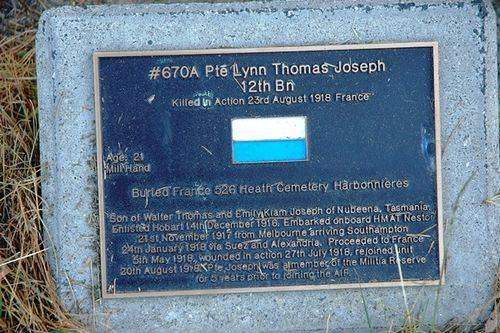 #670A Pte Lynn Thomas Joseph
12th Bn
Killed in Action 23rd August 1918 France
Age: 21
Mill Hand
Buried France 526 Heath Cemetery Harbonnieres
Son of Walter Thomas and Emily Kiam Joseph of Nubeena, Tasmania.
Enlisted Hobart 14th December 1916. Embarked onboard HMAT Nestor
21st November 1917 from Melbourne arriving Southampton
24th January 1918 via Suez and Alexandria. Proceeded to France
5th May 1918, wounded in action 27th July 1918, rejoined unit
20th August 1918. Pte Joseph was a member of the Militia Reserve
for 5 years prior to joining the AIF.